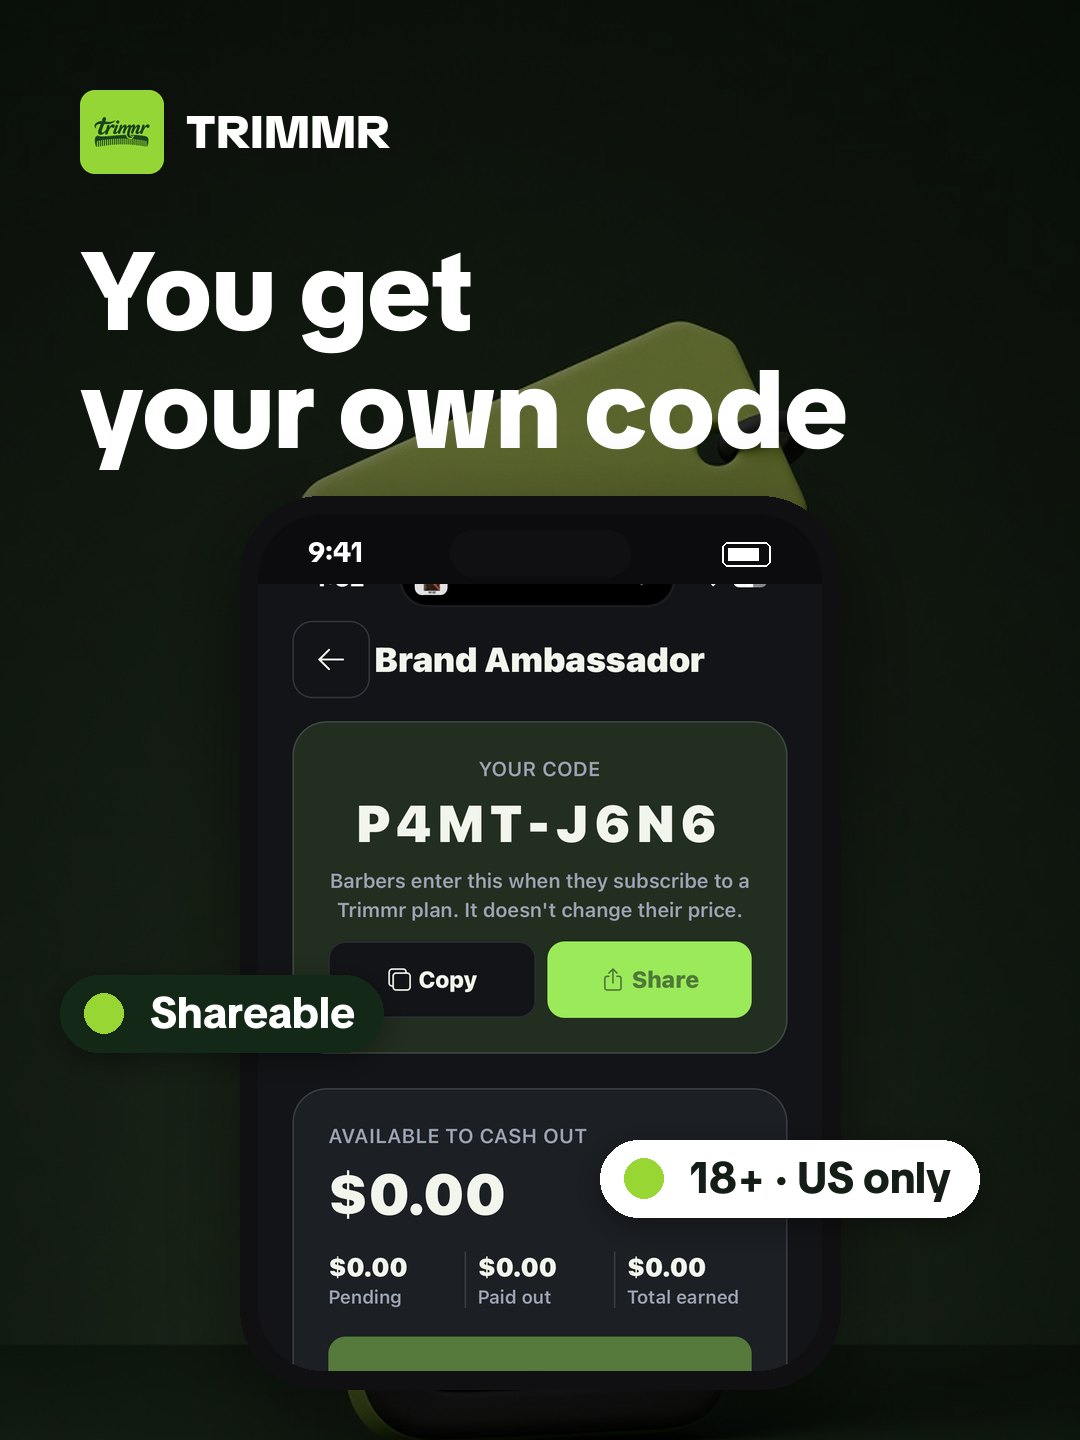 trimmr
TRIMMR
You get
your own code
9:41
Brand Ambassador
YOUR CODE
P4MT-J6N6
Barbers enter this when they subscribe to a
Trimmr plan. It doesn't change their price.
Copy
Share
Shareable
AVAILABLE TO CASH OUT
$0.00
18+ · US only
$0.00 $0.00 $0.00
Pending Paid out Total earned